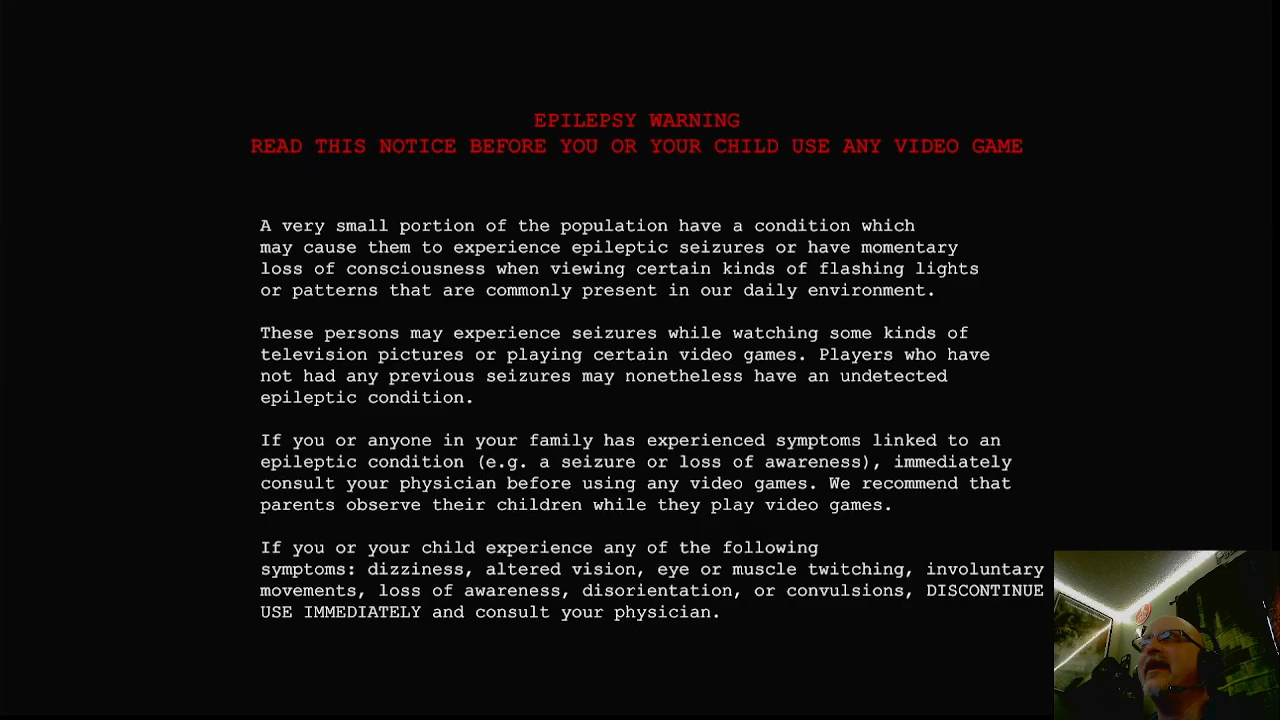 EPILEPSY WARNING
READ THIS NOTICE BEFORE YOU OR YOUR CHILD USE ANY VIDEO GAME
A very small portion of the population have a condition which
may cause them to experience epileptic seizures or have momentary
loss of consciousness when viewing certain kinds of flashing lights
or patterns that are commonly present in our daily environment.
These persons may experience seizures while watching some kinds of
television pictures or playing certain video games. Players who have
not had any previous seizures may nonetheless have an undetected
epileptic condition.
If you or anyone in your family has experienced symptoms linked to an
epileptic condition (e.g. a seizure or loss of awareness), immediately
consult your physician before using any video games. We recommend that
parents observe their children while they play video games.
If you or your child experience any of the following
symptoms: dizziness, altered vision, eye or muscle twitching, involuntary
movements, loss of awareness, disorientation, or convulsions, DISCONTINUE
USE IMMEDIATELY and consult your physician.